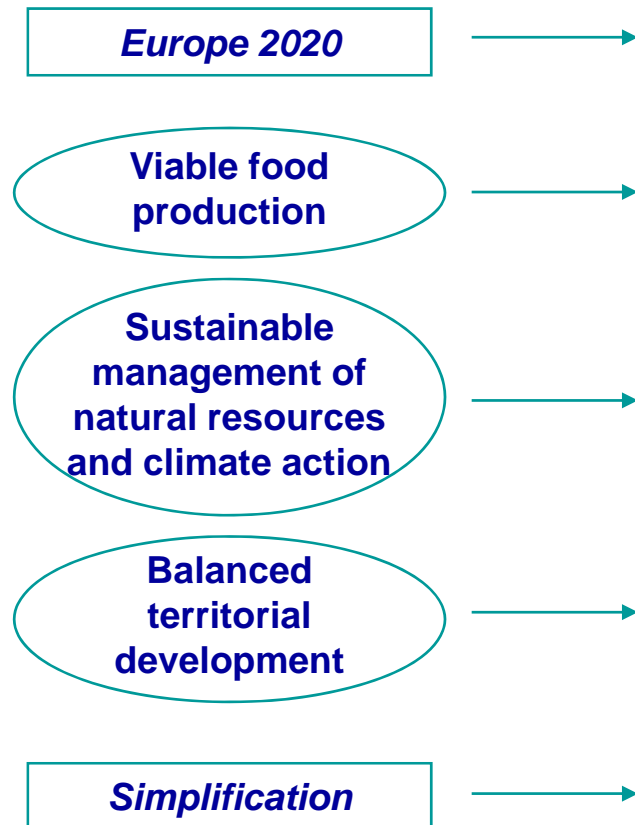 Europe 2020
Viable food
production
Sustainable
management of
natural resources
and climate action
Balanced
territorial
development
Simplification